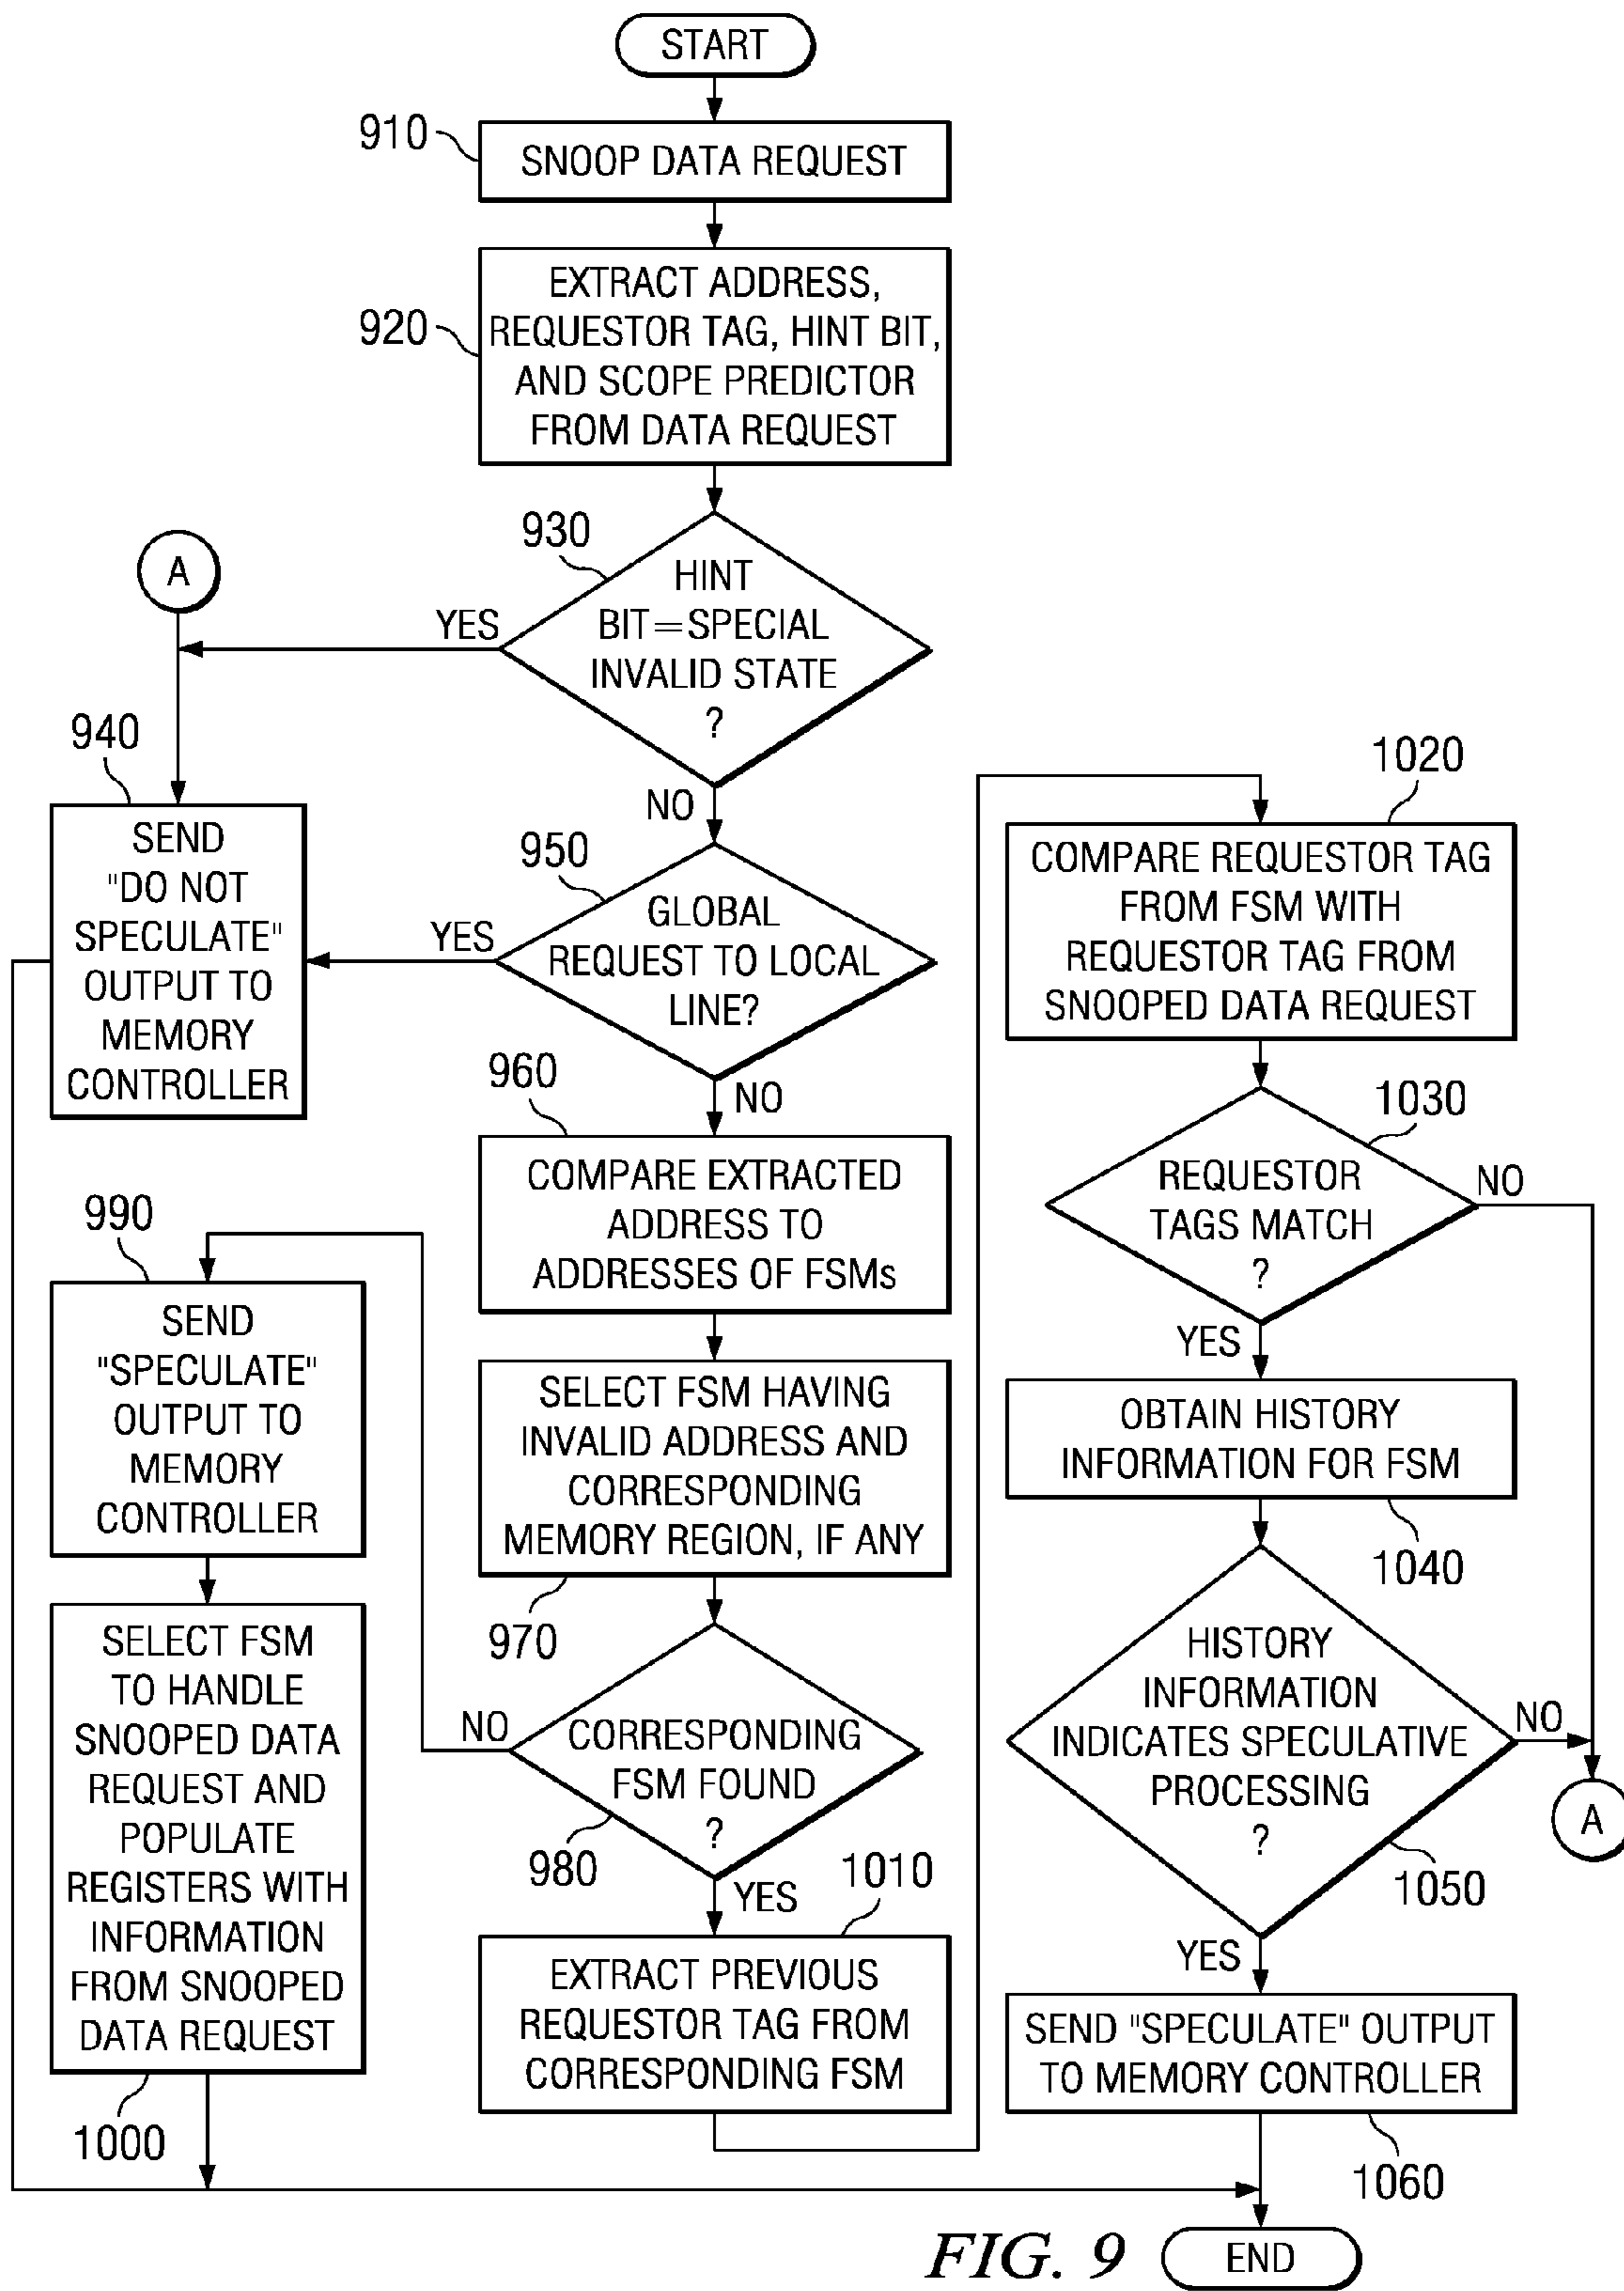 START
910
SNOOP DATA REQUEST
920
EXTRACT ADDRESS,
REQUESTOR TAG, HINT BIT,
AND SCOPE PREDICTOR
FROM DATA REQUEST
930
HINT
BIT=SPECIAL
INVALID STATE
?
YES
NO
A
940
SEND
"DO NOT
SPECULATE"
OUTPUT TO
MEMORY
CONTROLLER
950
GLOBAL
REQUEST TO LOCAL
LINE?
YES
NO
960
COMPARE EXTRACTED
ADDRESS TO
ADDRESSES OF FSMs
SELECT FSM HAVING
INVALID ADDRESS AND
CORRESPONDING
MEMORY REGION, IF ANY
970
CORRESPONDING
FSM FOUND
?
980
NO
YES
990
SEND
"SPECULATE"
OUTPUT TO
MEMORY
CONTROLLER
SELECT FSM
TO HANDLE
SNOOPED DATA
REQUEST AND
POPULATE
REGISTERS WITH
INFORMATION
FROM SNOOPED
DATA REQUEST
1000
1010
EXTRACT PREVIOUS
REQUESTOR TAG FROM
CORRESPONDING FSM
1020
COMPARE REQUESTOR TAG
FROM FSM WITH
REQUESTOR TAG FROM
SNOOPED DATA REQUEST
1030
REQUESTOR
TAGS MATCH
?
NO
YES
OBTAIN HISTORY
INFORMATION FOR FSM
1040
HISTORY
INFORMATION
INDICATES SPECULATIVE
PROCESSING
?
NO
A
1050
YES
SEND "SPECULATE" OUTPUT
TO MEMORY CONTROLLER
1060
END
FIG. 9